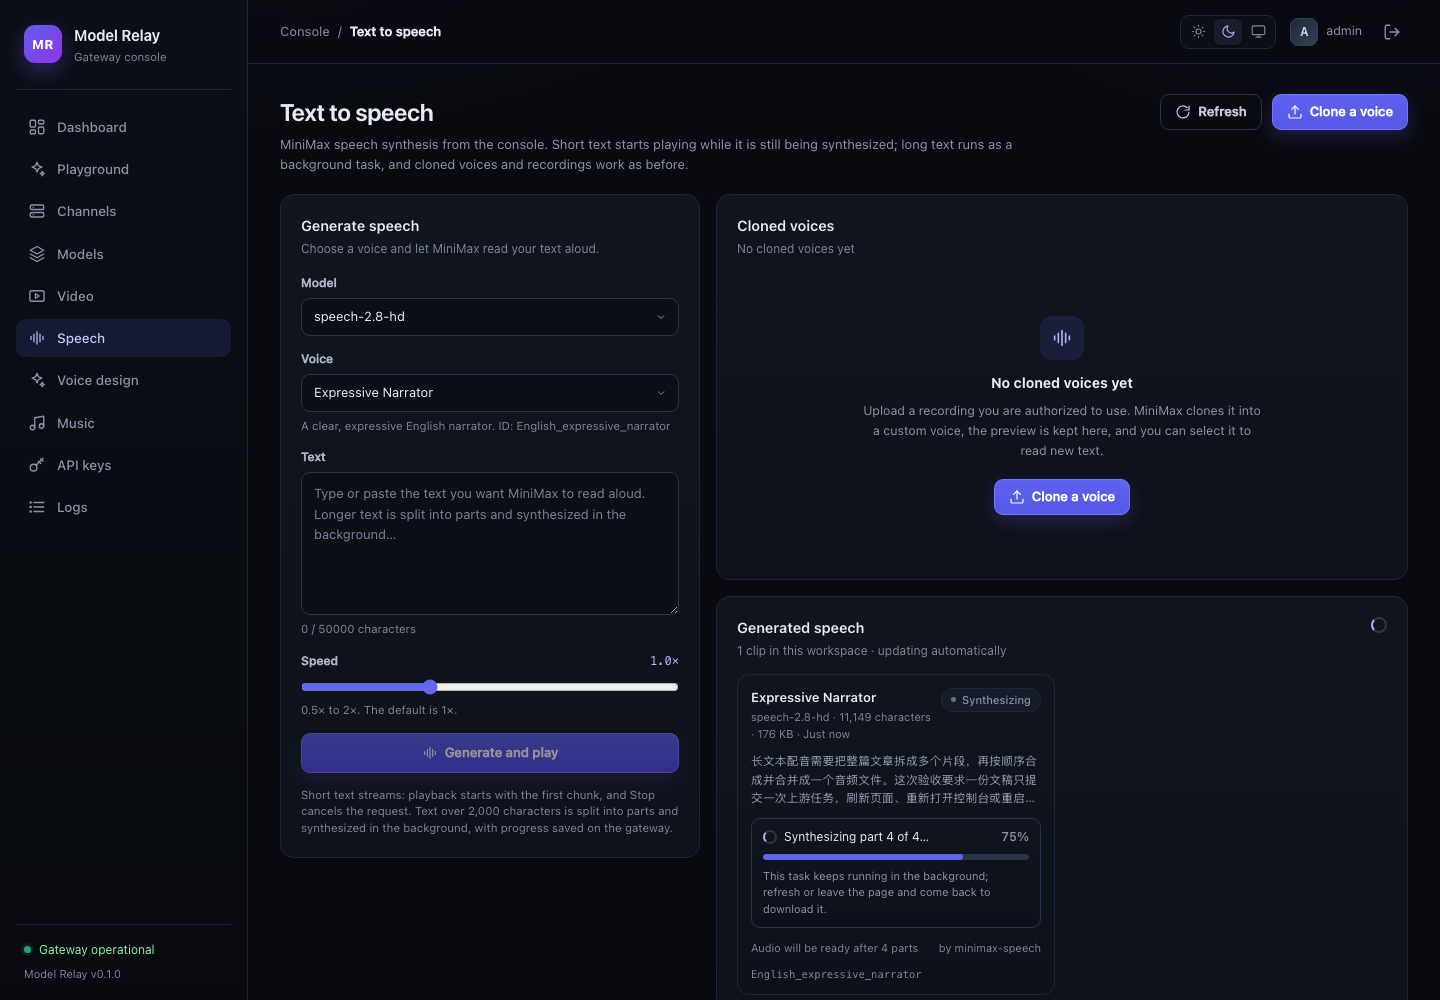 MR
Model Relay
Gateway console
Dashboard
Playground
Channels
Models
Video
Speech
Voice design
Music
API keys
Logs
Gateway operational
Model Relay v0.1.0
Console / Text to speech
A admin
Text to speech
Refresh
Clone a voice
MiniMax speech synthesis from the console. Short text starts playing while it is still being synthesized; long text runs as a
background task, and cloned voices and recordings work as before.
Generate speech
Choose a voice and let MiniMax read your text aloud.
Model
speech-2.8-hd
Voice
Expressive Narrator
A clear, expressive English narrator. ID: English_expressive_narrator
Text
Type or paste the text you want MiniMax to read aloud.
Longer text is split into parts and synthesized in the
background...
0 / 50000 characters
Speed 1.0×
0.5× to 2×. The default is 1×.
Generate and play
Short text streams: playback starts with the first chunk, and Stop
cancels the request. Text over 2,000 characters is split into parts and
synthesized in the background, with progress saved on the gateway.
Cloned voices
No cloned voices yet
No cloned voices yet
Upload a recording you are authorized to use. MiniMax clones it into
a custom voice, the preview is kept here, and you can select it to
read new text.
Clone a voice
Generated speech
1 clip in this workspace · updating automatically
Expressive Narrator
Synthesizing
speech-2.8-hd · 11,149 characters
· 176 KB · Just now
长文本配音需要把整篇文章拆成多个片段，再按顺序合
成并合并成一个音频文件。这次验收要求一份文稿只提
交一次上游任务，刷新页面、重新打开控制台或重启...
Synthesizing part 4 of 4... 75%
This task keeps running in the background;
refresh or leave the page and come back to
download it.
Audio will be ready after 4 parts by minimax-speech
English_expressive_narrator